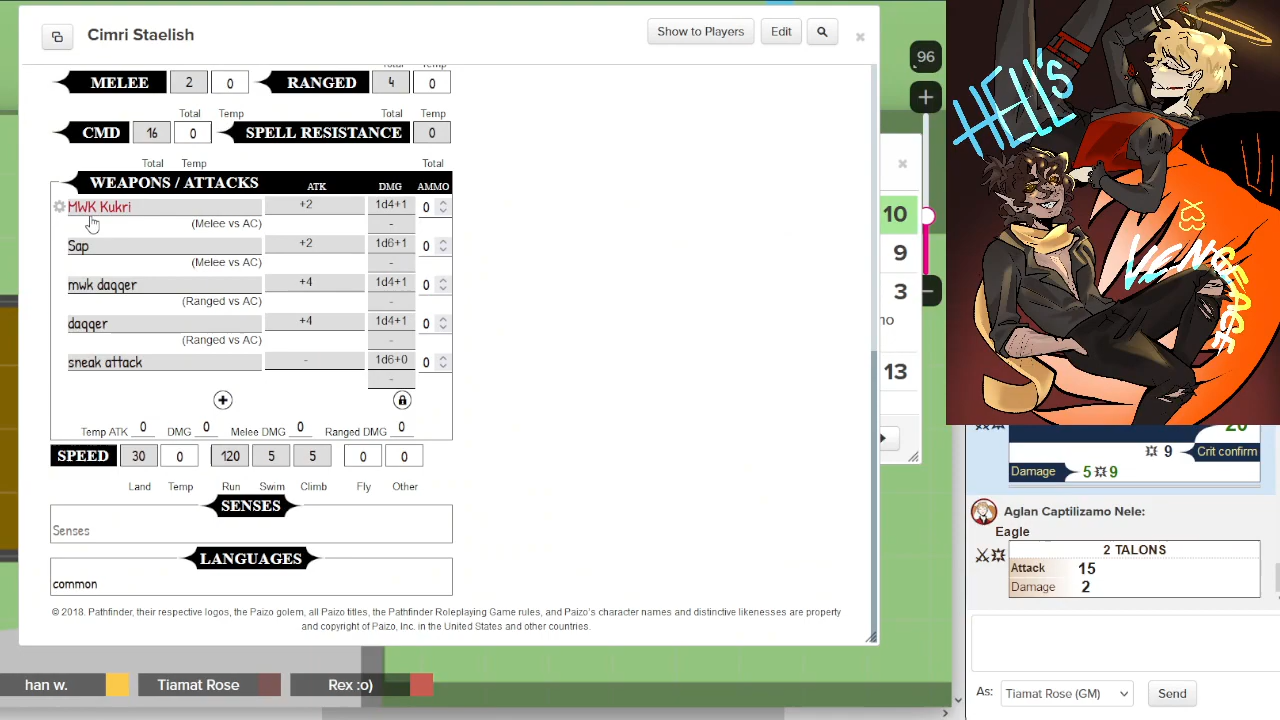 Cimri Staelish
Show to Players
Edit
96
MELEE 2 0 RANGED 4 0
Total Temp Total Temp
CMD 16 0 SPELL RESISTANCE 0
Total Temp Total
WEAPONS / ATTACKS ATK DMG AMMO
MWK Kukri +2 1d4+1 0
(Melee vs AC) -
Sap +2 1d6+1 0
(Melee vs AC) -
mwk dagger +4 1d4+1 0
(Ranged vs AC) -
dagger +4 1d4+1 0
(Ranged vs AC) -
sneak attack - 1d6+0 0
-
Temp ATK 0 DMG 0 Melee DMG 0 Ranged DMG 0
SPEED 30 0 120 5 5 0 0
Land Temp Run Swim Climb Fly Other
SENSES
Senses
LANGUAGES
common
© 2018. Pathfinder, their respective logos, the Paizo golem, all Paizo titles, the Pathfinder Roleplaying Game rules, and Paizo's character names and distinctive likenesses are property
and copyright of Paizo, Inc. in the United States and other countries.
10
9
3
no
13
HELL'S
VENGEACE
20
9 Crit confirm
Damage 5 9
Aglan Captilizamo Nele:
Eagle
2 TALONS
Attack 15
Damage 2
As: Tiamat Rose (GM) Send
han w. Tiamat Rose Rex :o)